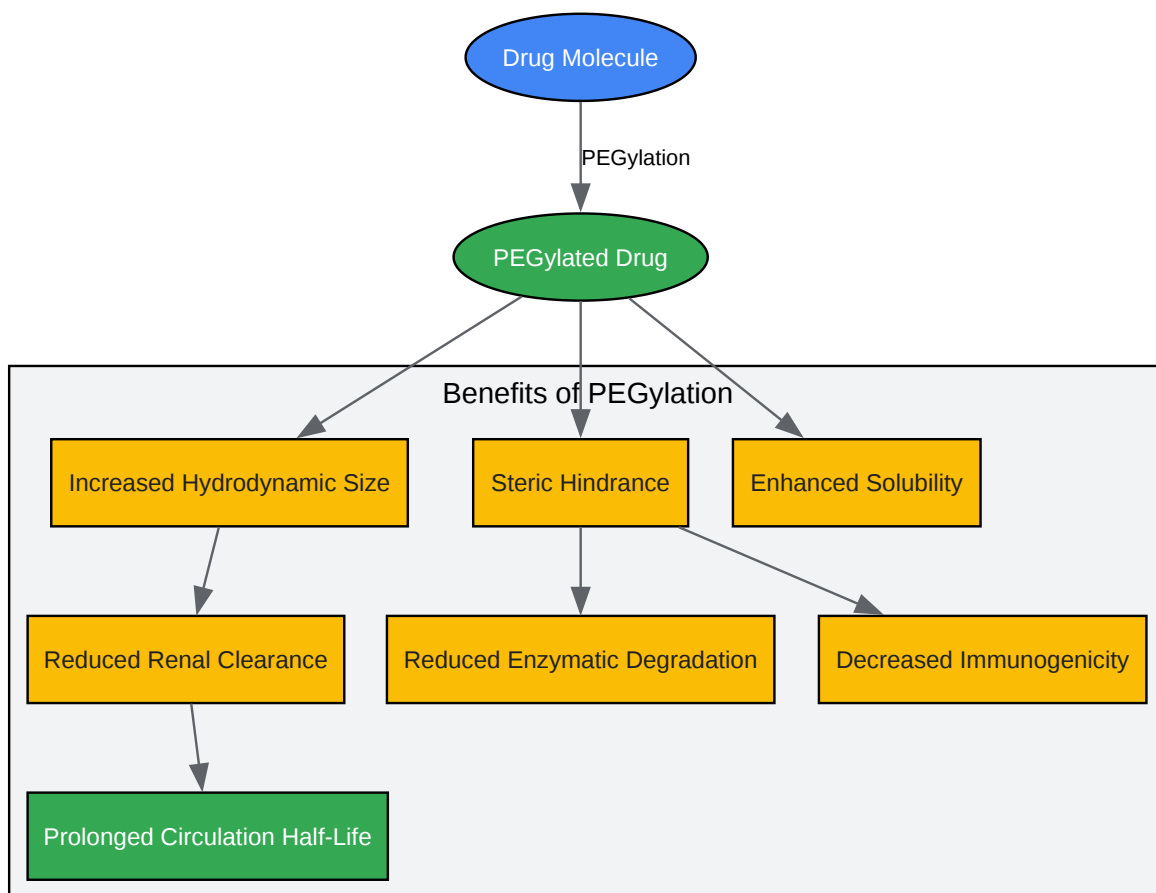 Drug Molecule
PEGylation
PEGylated Drug
Benefits of PEGylation
Increased Hydrodynamic Size
Steric Hindrance
Enhanced Solubility
Reduced Renal Clearance
Reduced Enzymatic Degradation
Decreased Immunogenicity
Prolonged Circulation Half-Life